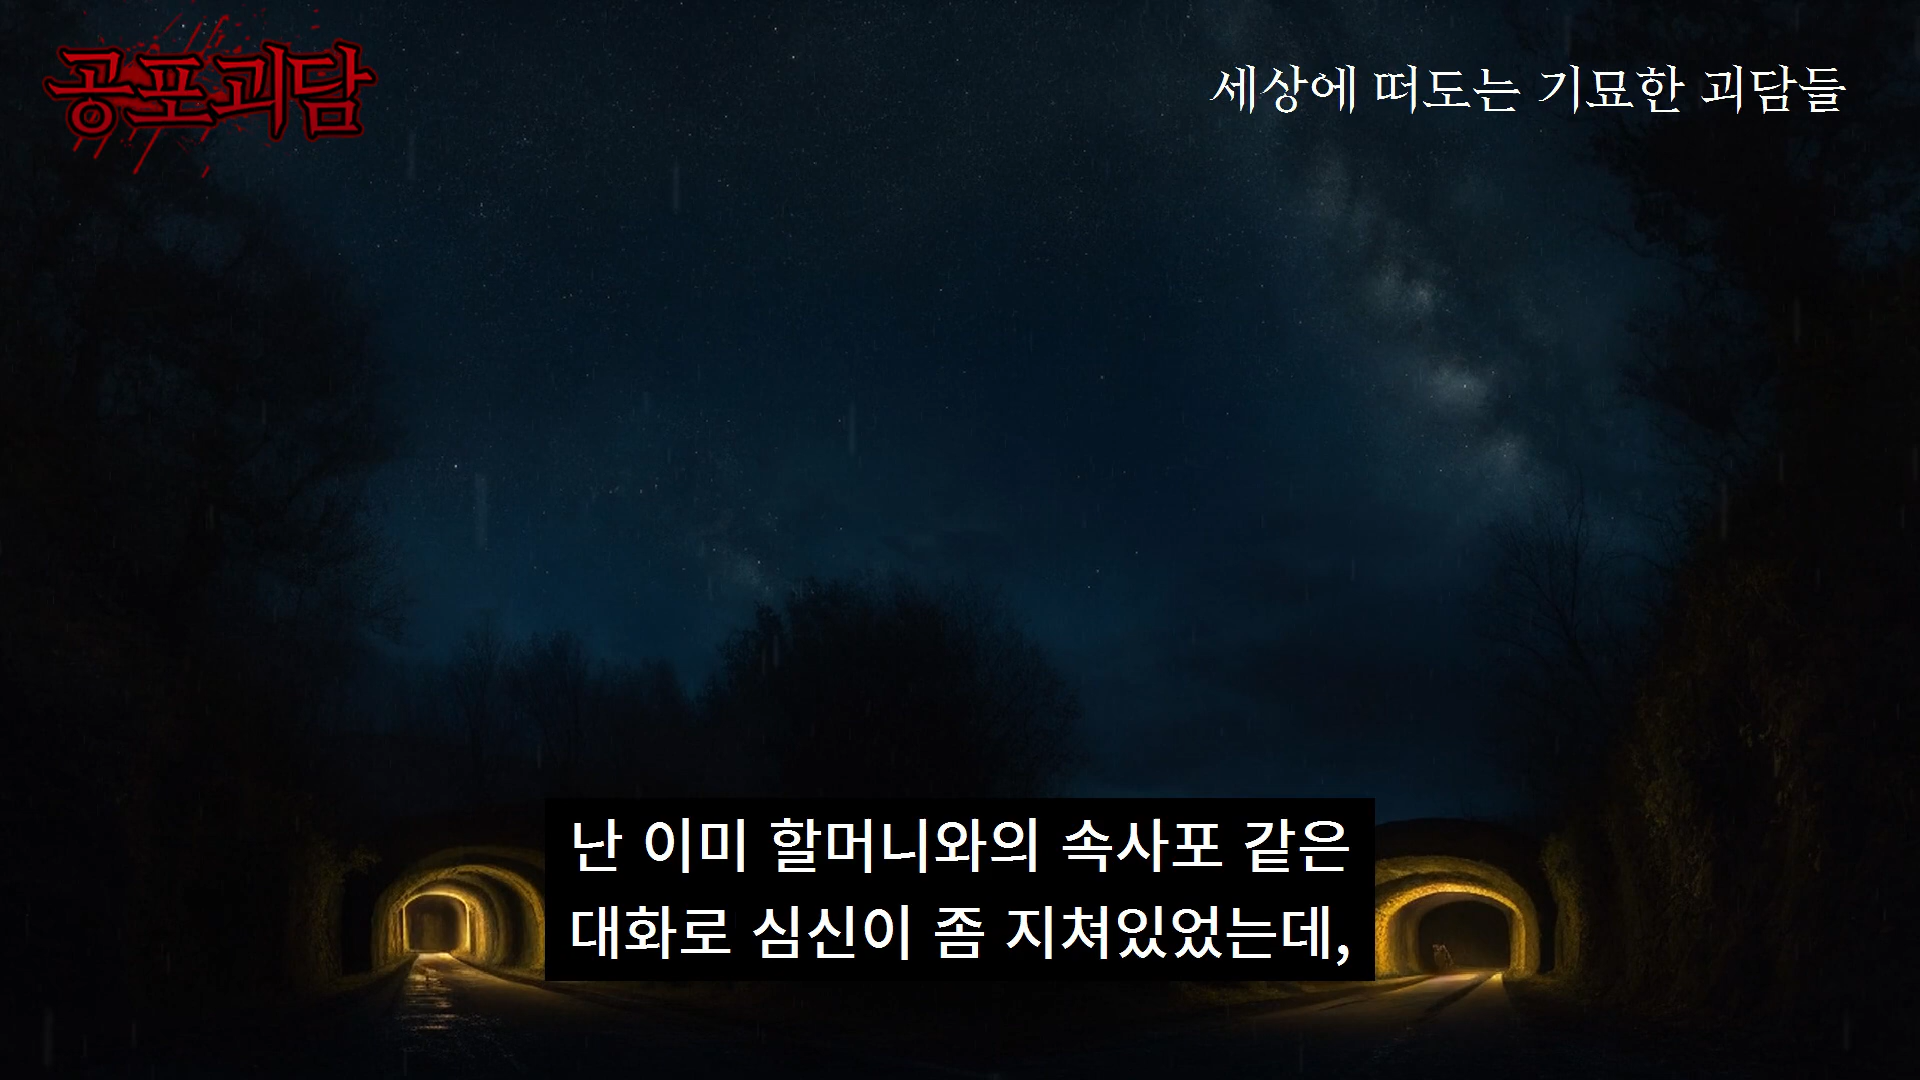 공포괴담
세상에 떠도는 기묘한 괴담들
난 이미 할머니와의 속사포 같은
대화로 심신이 좀 지쳐있었는데,